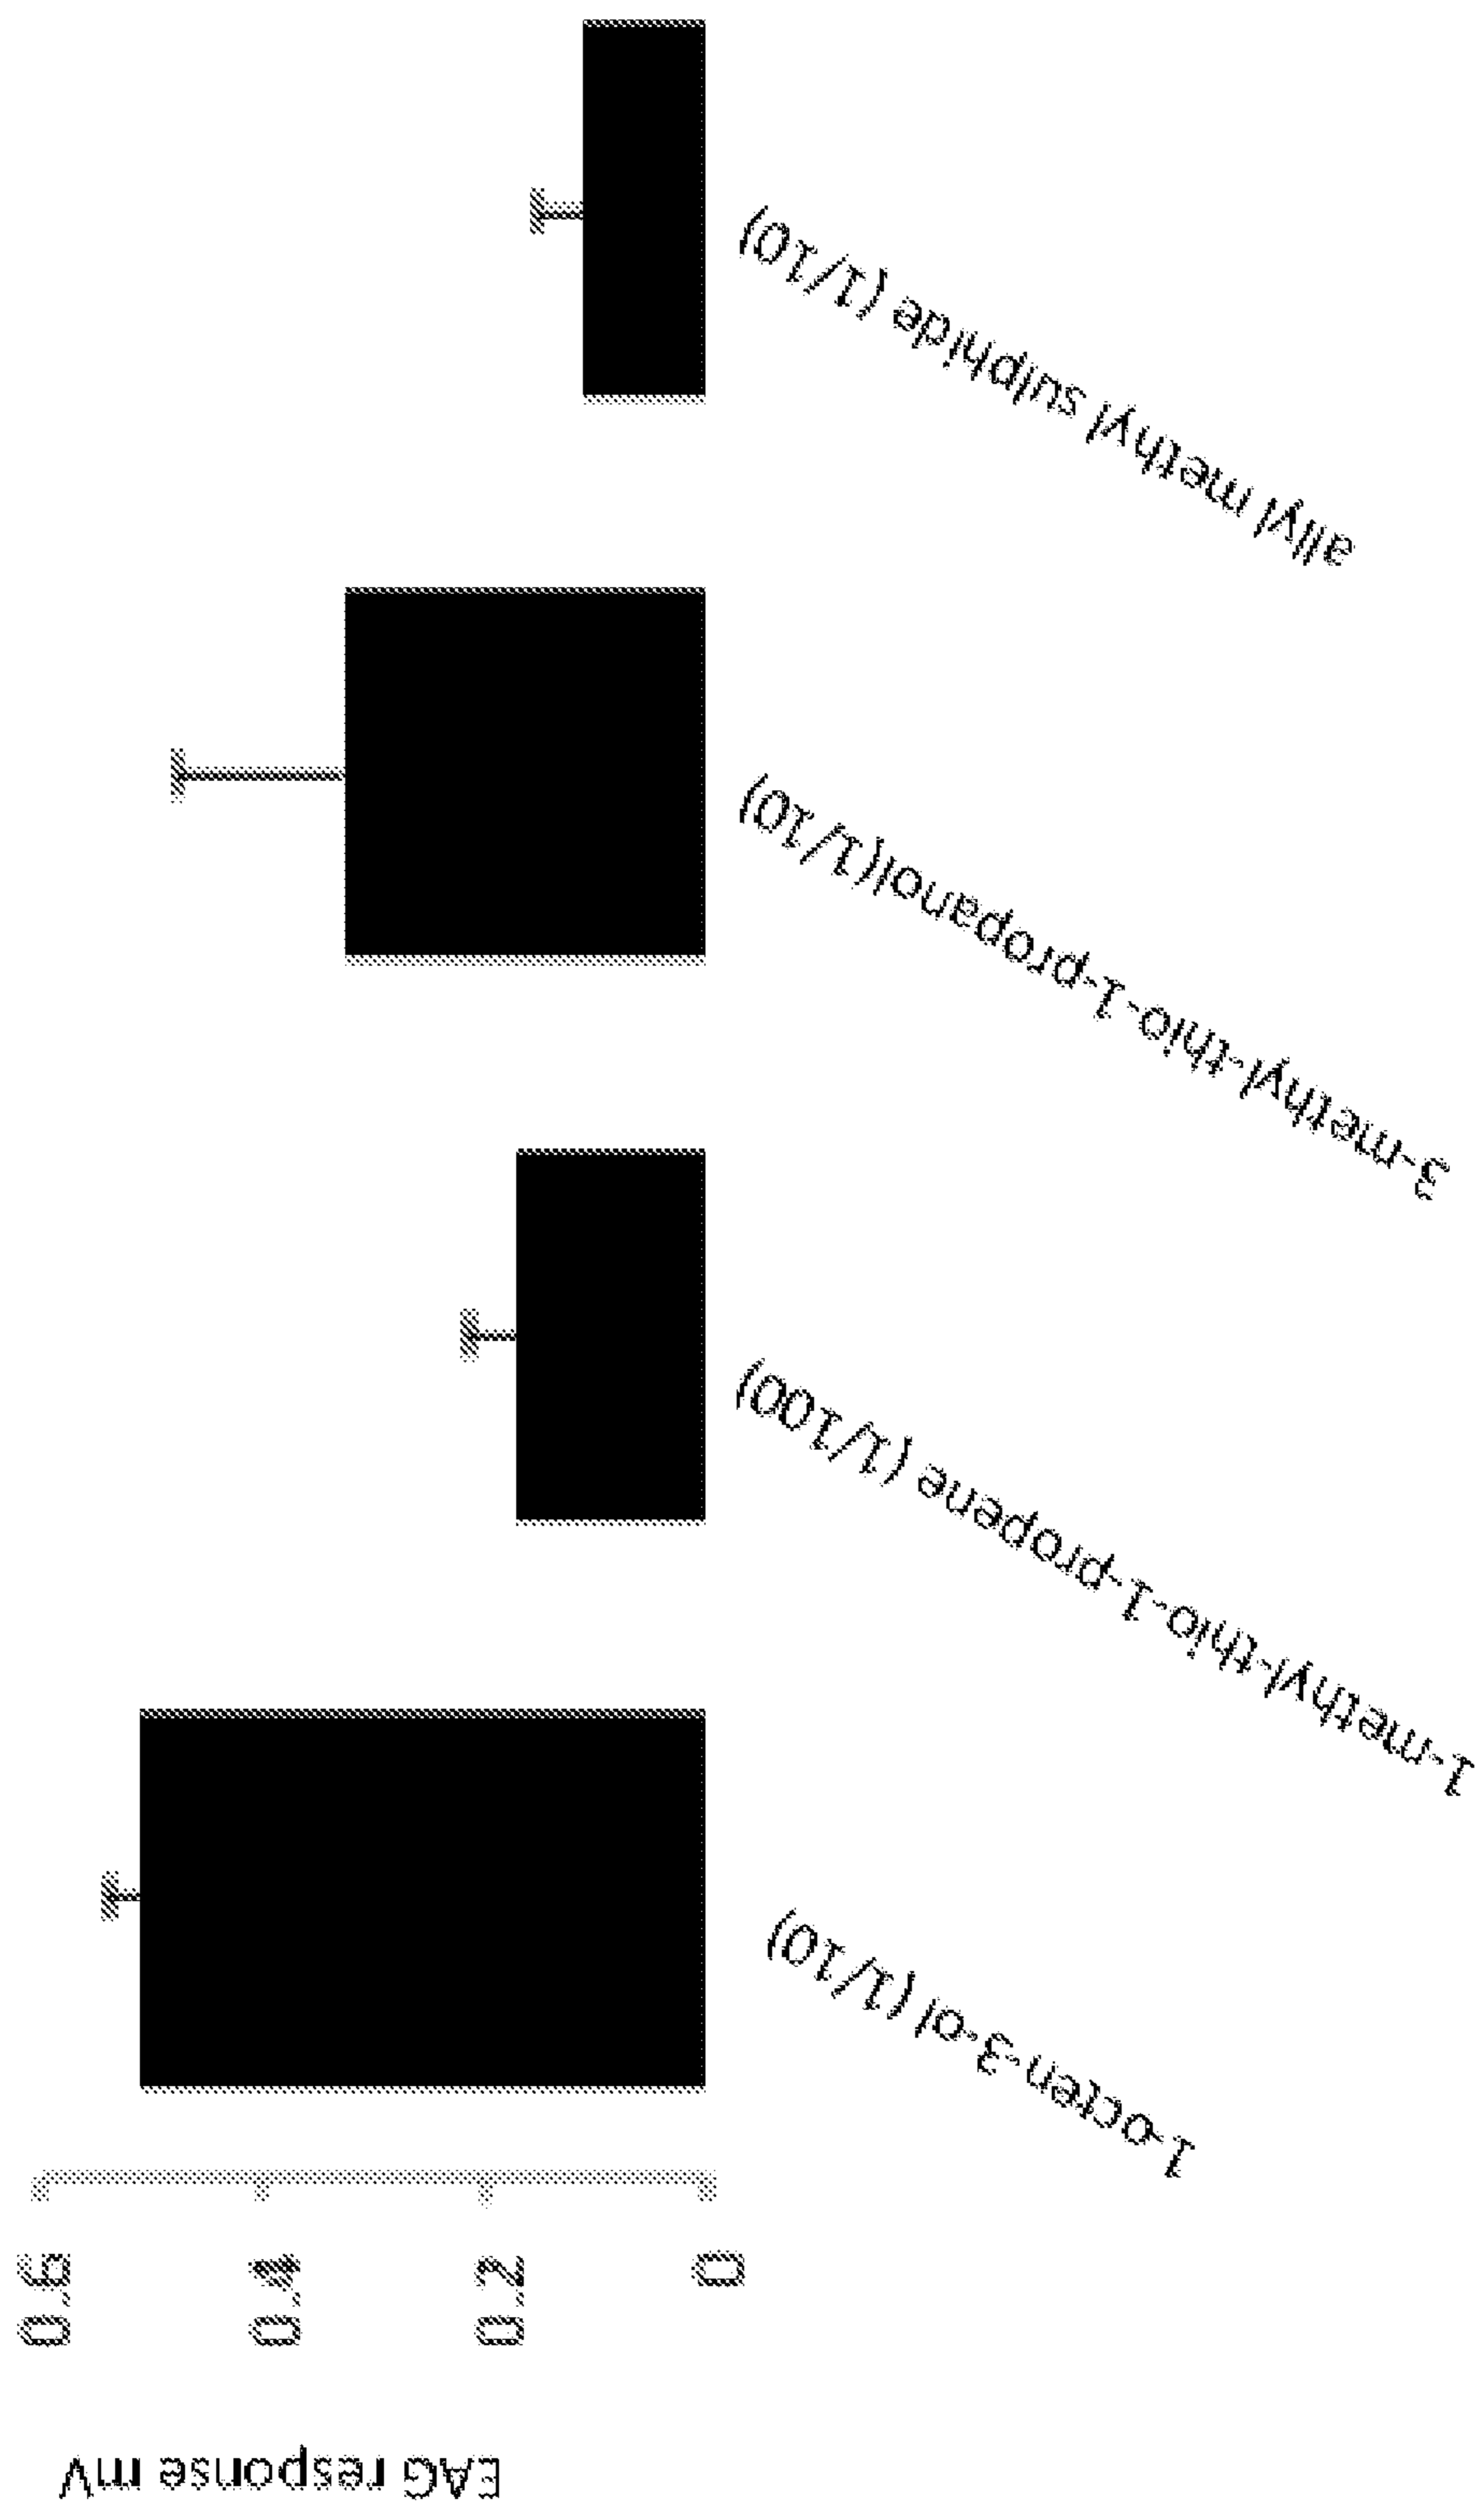 EAG response mV
0.6
0.4
0.2
0
1-octen-3-ol (1/10)
1-methyl-thio-1-propene (1/100)
3-methyl-thio-1-propanol(1/10)
allyl methyl sulphide (1/10)